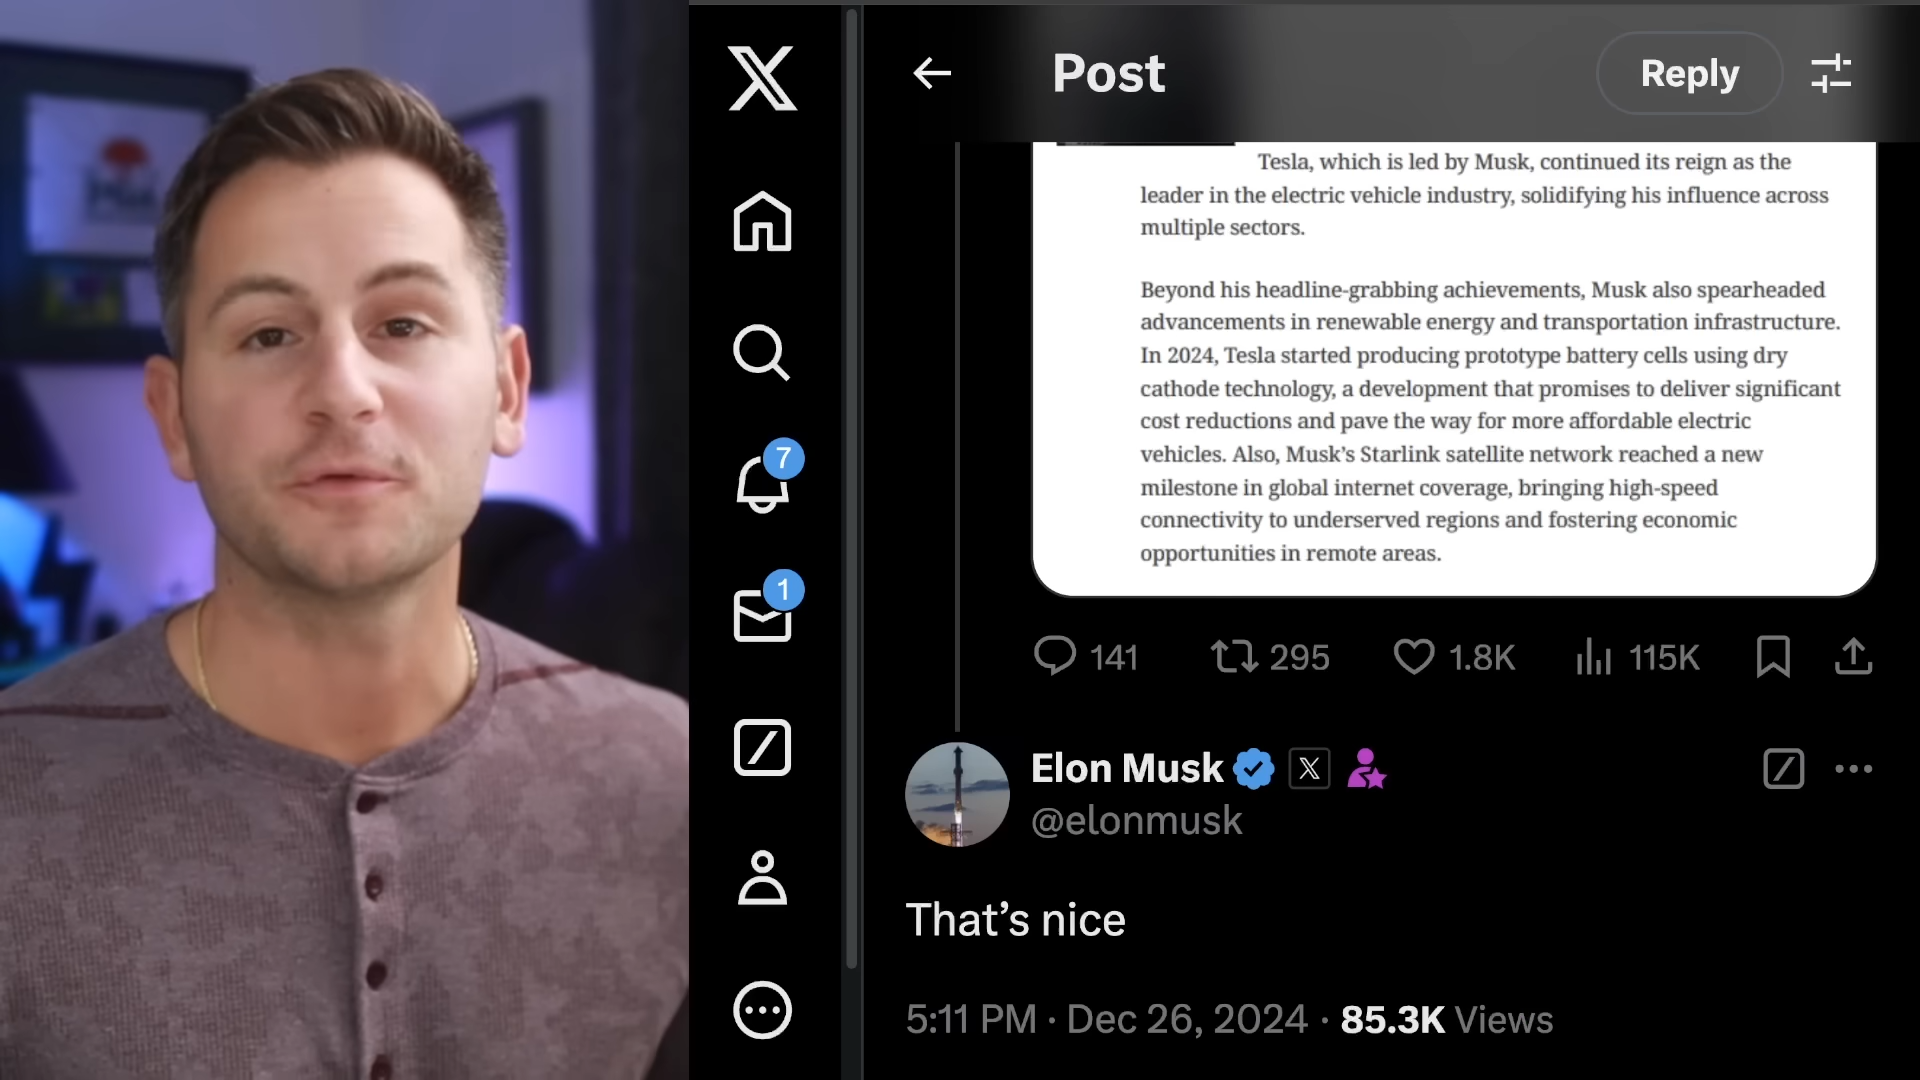 Post
Reply
Tesla, which is led by Musk, continued its reign as the
leader in the electric vehicle industry, solidifying his influence across
multiple sectors.
Beyond his headline-grabbing achievements, Musk also spearheaded
advancements in renewable energy and transportation infrastructure.
In 2024, Tesla started producing prototype battery cells using dry
cathode technology, a development that promises to deliver significant
cost reductions and pave the way for more affordable electric
vehicles. Also, Musk’s Starlink satellite network reached a new
milestone in global internet coverage, bringing high-speed
connectivity to underserved regions and fostering economic
opportunities in remote areas.
7
1
141 295 1.8K 115K
Elon Musk
@elonmusk
That’s nice
5:11 PM · Dec 26, 2024 · 85.3K Views